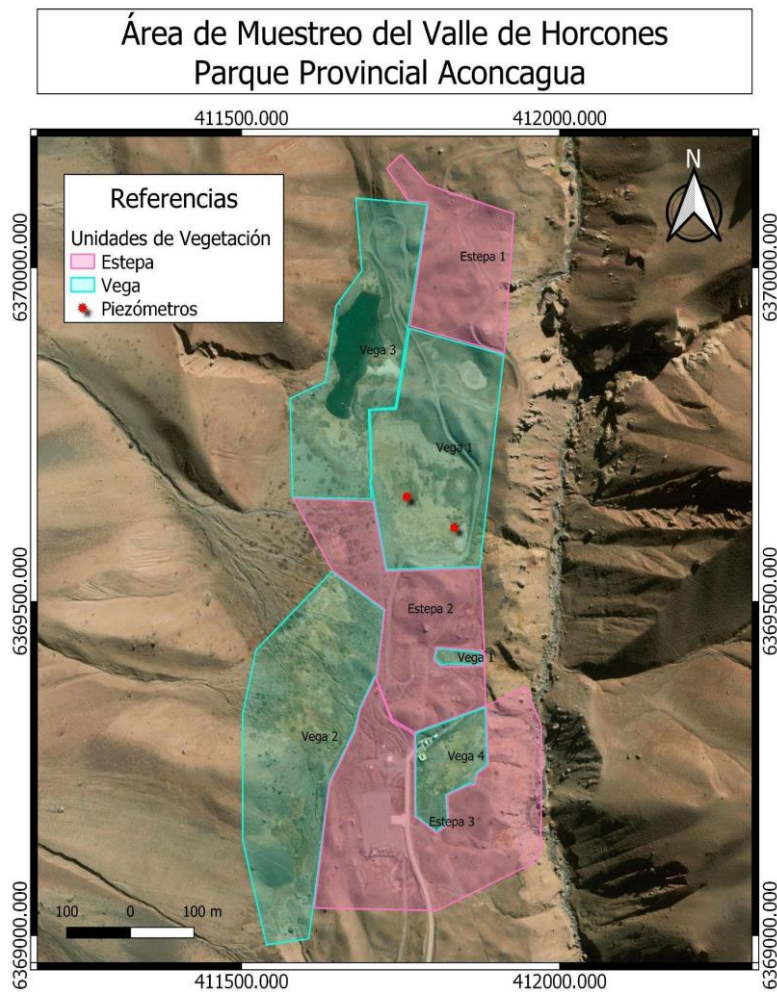 Área de Muestreo del Valle de Horcones
Parque Provincial Aconcagua
411500.000 412000.000
N
Referencias
Unidades de Vegetación
Estepa
Vega
Piezómetros
6370000.000 6370000.000
Estepa 1
Vega 3
Vega 1
6369500.000 6369500.000
Estepa 2
Vega 1
Vega 2
Vega 4
Estepa 3
100 0 100 m
6369000.000 6369000.000
411500.000 412000.000